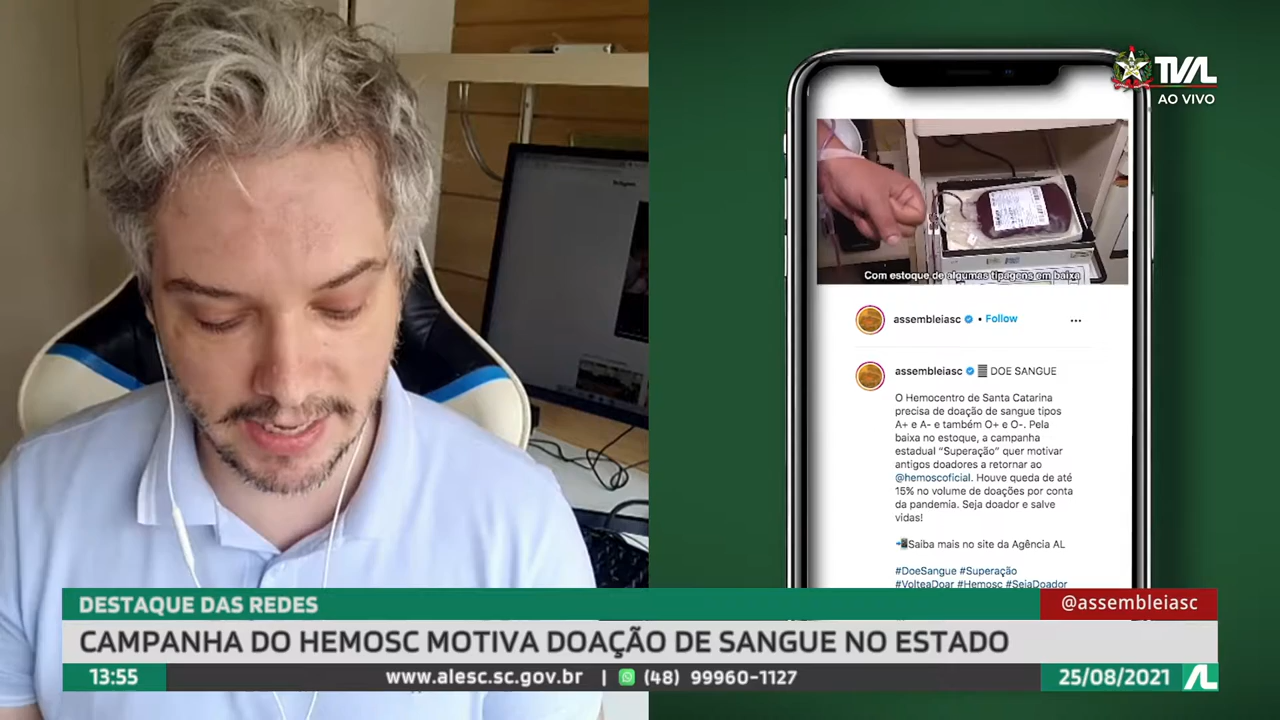 TVAL
AO VIVO
Com estoque de algumas tipagens em baixa
assembleiasc • Follow ...
assembleiasc DOE SANGUE
O Hemocentro de Santa Catarina
precisa de doação de sangue tipos
A+ e A- e também O+ e O-. Pela
baixa no estoque, a campanha
estadual “Superação” quer motivar
antigos doadores a retornar ao
@hemoscoficial. Houve queda de até
15% no volume de doações por conta
da pandemia. Seja doador e salve
vidas!
Saiba mais no site da Agência AL
#DoeSangue #Superação
#VolteaDoar #Hemosc #SejaDoador
DESTAQUE DAS REDES
@assembleiasc
CAMPANHA DO HEMOSC MOTIVA DOAÇÃO DE SANGUE NO ESTADO
13:55
www.alesc.sc.gov.br | (48) 99960-1127
25/08/2021
AL